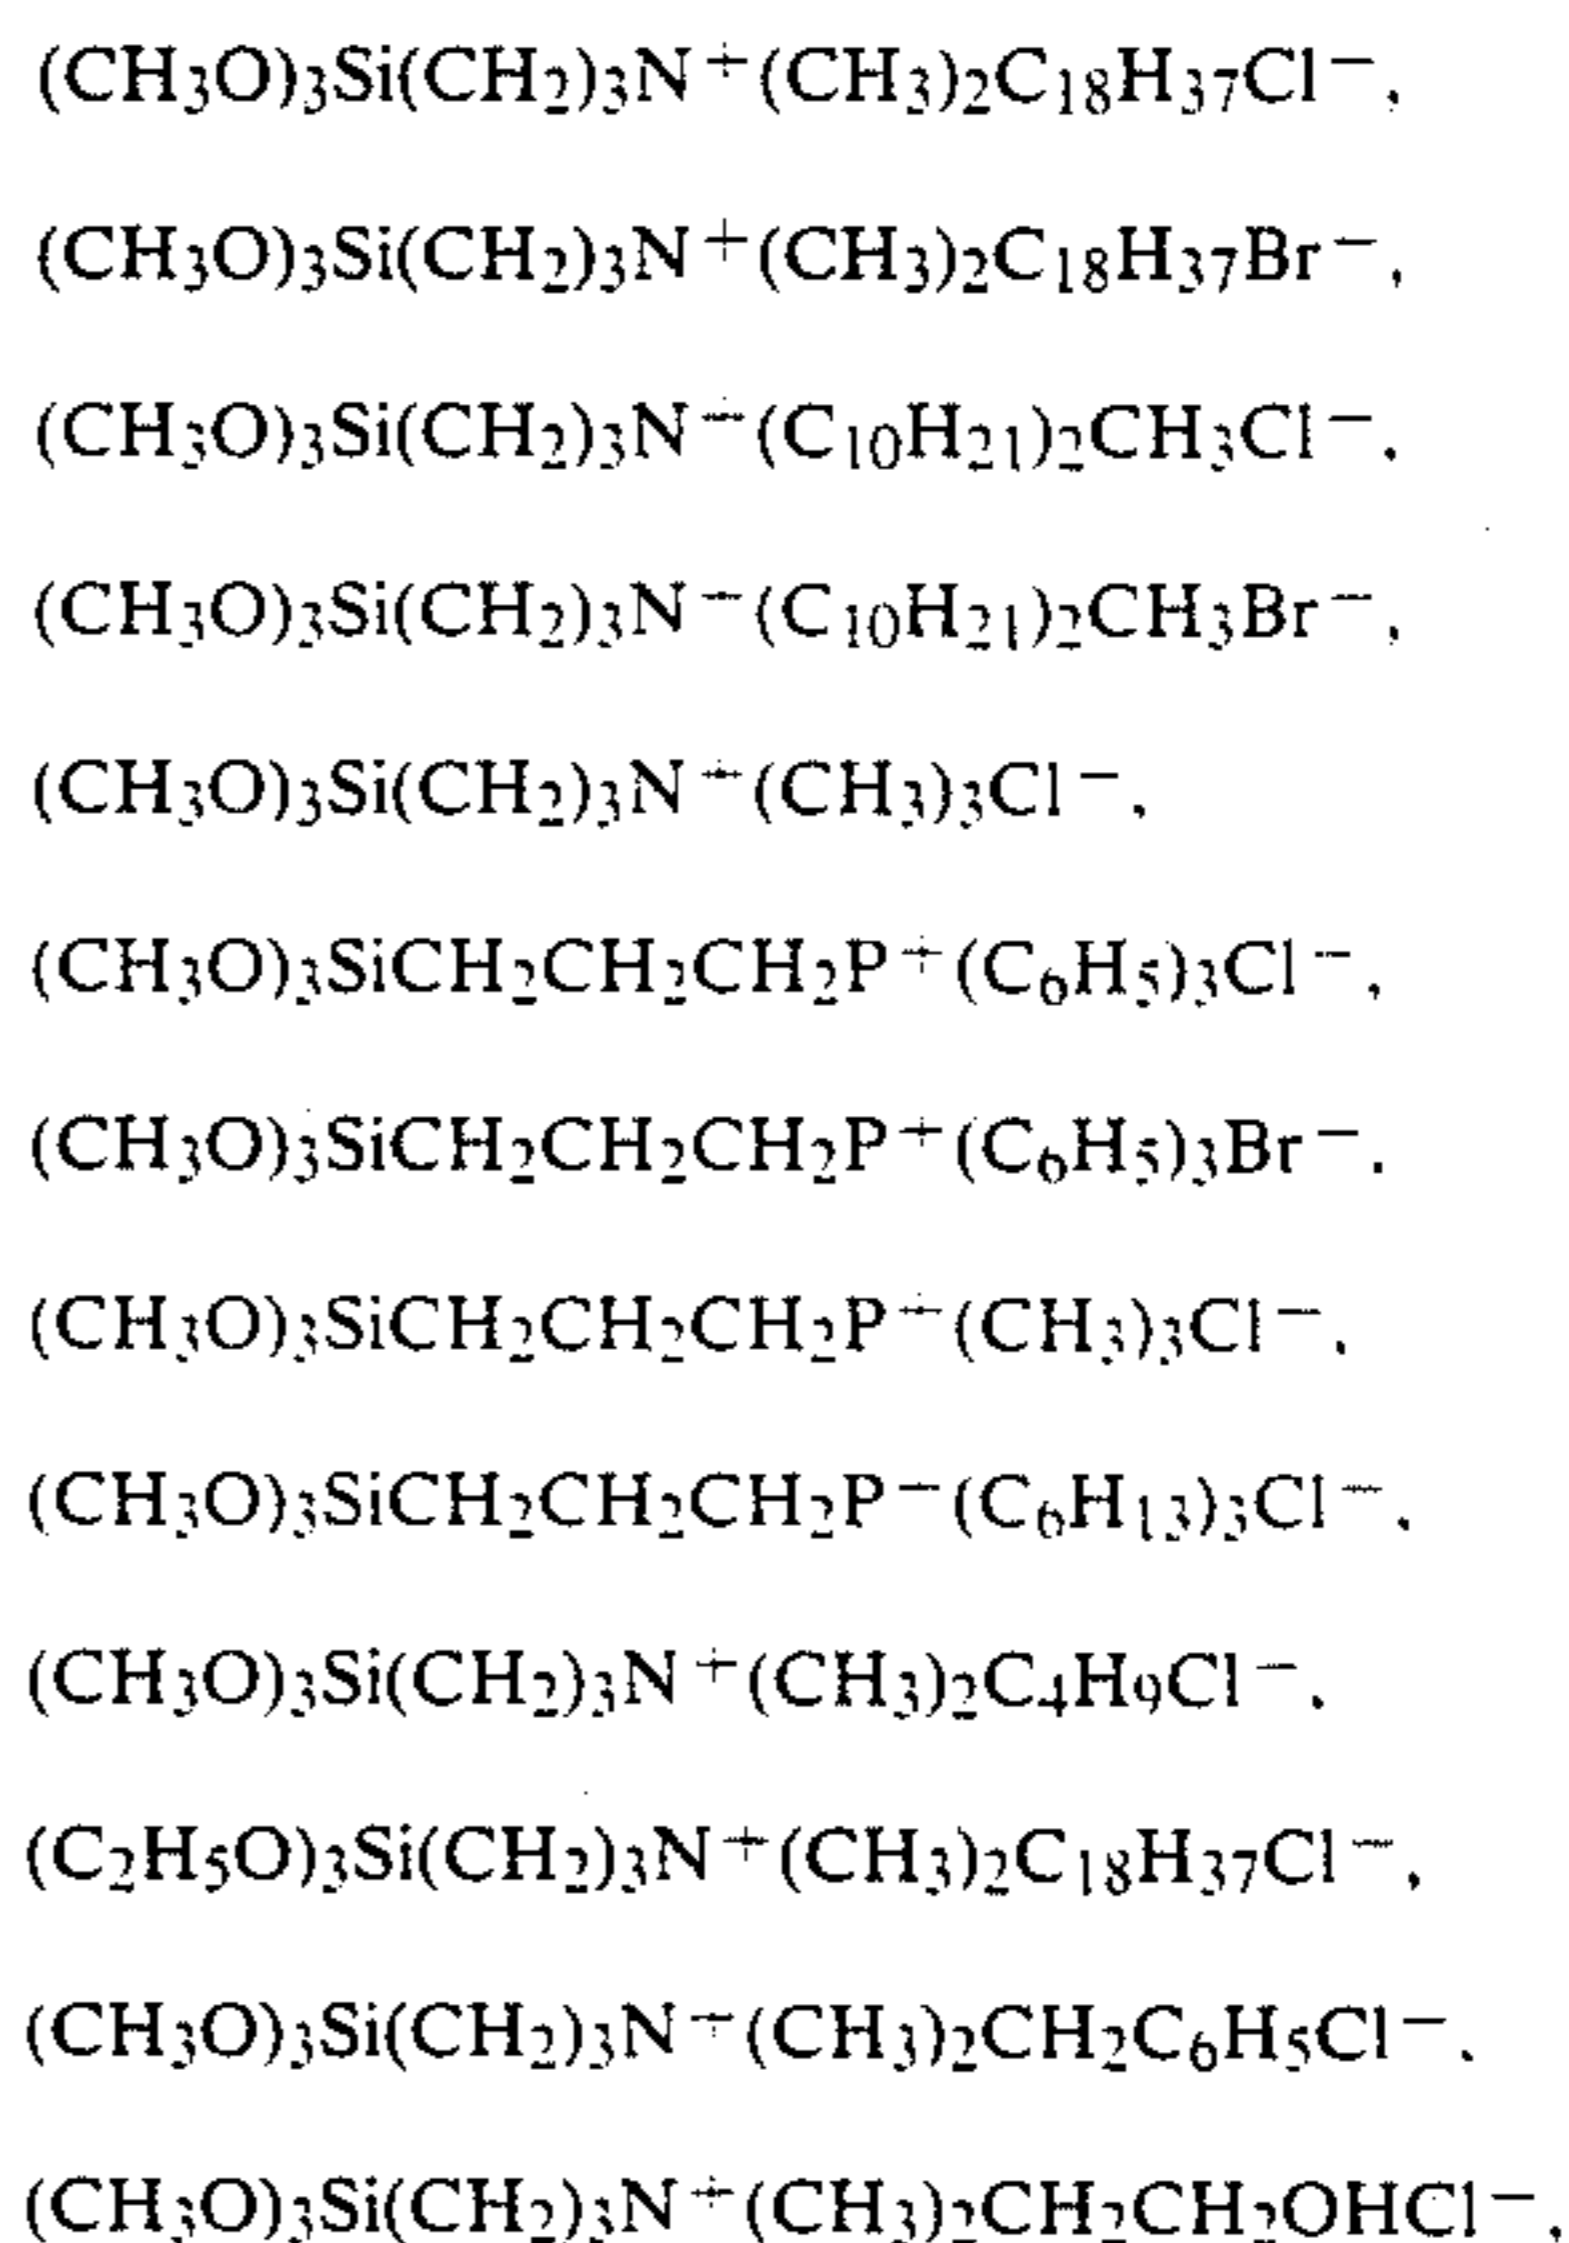 (CH₃O)₃Si(CH₂)₃N⁺(CH₃)₂C₁₈H₃₇Cl⁻,
(CH₃O)₃Si(CH₂)₃N⁺(CH₃)₂C₁₈H₃₇Br⁻,
(CH₃O)₃Si(CH₂)₃N⁺(C₁₀H₂₁)₂CH₃Cl⁻,
(CH₃O)₃Si(CH₂)₃N⁺(C₁₀H₂₁)₂CH₃Br⁻,
(CH₃O)₃Si(CH₂)₃N⁺(CH₃)₃Cl⁻,
(CH₃O)₃SiCH₂CH₂CH₂P⁺(C₆H₅)₃Cl⁻,
(CH₃O)₃SiCH₂CH₂CH₂P⁺(C₆H₅)₃Br⁻.
(CH₃O)₃SiCH₂CH₂CH₂P⁺(CH₃)₃Cl⁻,
(CH₃O)₃SiCH₂CH₂CH₂P⁺(C₆H₁₃)₃Cl⁻,
(CH₃O)₃Si(CH₂)₃N⁺(CH₃)₂C₄H₉Cl⁻,
(C₂H₅O)₃Si(CH₂)₃N⁺(CH₃)₂C₁₈H₃₇Cl⁻,
(CH₃O)₃Si(CH₂)₃N⁺(CH₃)₂CH₂C₆H₅Cl⁻,
(CH₃O)₃Si(CH₂)₃N⁺(CH₃)₂CH₂CH₂OHCl⁻,